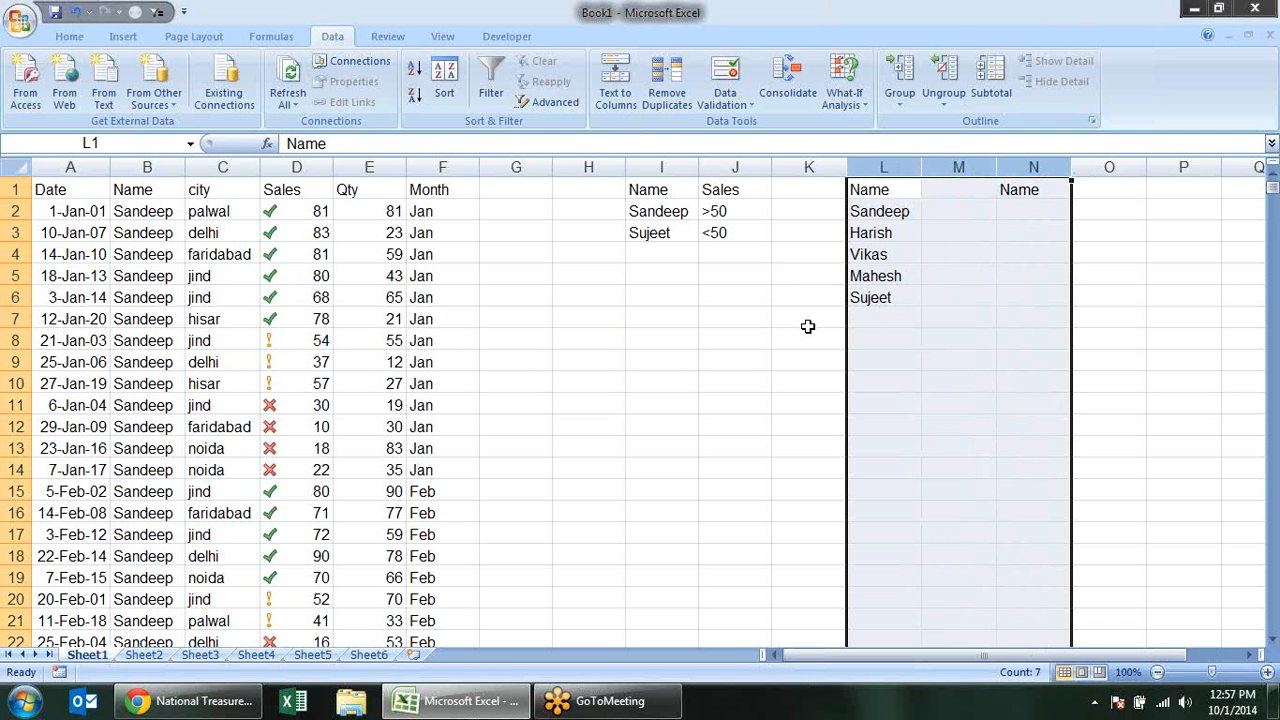 Book1 - Microsoft Excel
Home Insert Page Layout Formulas Data Review View Developer
From Access
From Web
From Text
From Other Sources
Existing Connections
Get External Data
Refresh All
Connections
Properties
Edit Links
Connections
Sort
Filter
Clear
Reapply
Advanced
Sort & Filter
Text to Columns
Remove Duplicates
Data Validation
Consolidate
What-If Analysis
Data Tools
Group
Ungroup
Subtotal
Show Detail
Hide Detail
Outline
L1 fx Name
A B C D E F G H I J K L M N O P Q
1 Date Name city Sales Qty Month Name Sales Name Name
2 1-Jan-01 Sandeep palwal 81 81 Jan Sandeep >50 Sandeep
3 10-Jan-07 Sandeep delhi 83 23 Jan Sujeet <50 Harish
4 14-Jan-10 Sandeep faridabad 81 59 Jan Vikas
5 18-Jan-13 Sandeep jind 80 43 Jan Mahesh
6 3-Jan-14 Sandeep jind 68 65 Jan Sujeet
7 12-Jan-20 Sandeep hisar 78 21 Jan
8 21-Jan-03 Sandeep jind 54 55 Jan
9 25-Jan-06 Sandeep delhi 37 12 Jan
10 27-Jan-19 Sandeep hisar 57 27 Jan
11 6-Jan-04 Sandeep jind 30 19 Jan
12 29-Jan-09 Sandeep faridabad 10 30 Jan
13 23-Jan-16 Sandeep noida 18 83 Jan
14 7-Jan-17 Sandeep noida 22 35 Jan
15 5-Feb-02 Sandeep jind 80 90 Feb
16 14-Feb-08 Sandeep faridabad 71 77 Feb
17 3-Feb-12 Sandeep jind 72 59 Feb
18 22-Feb-14 Sandeep delhi 90 78 Feb
19 7-Feb-15 Sandeep noida 70 66 Feb
20 20-Feb-01 Sandeep jind 52 70 Feb
21 11-Feb-18 Sandeep palwal 41 33 Feb
22 25-Feb-04 Sandeep delhi 16 53 Feb
Sheet1 Sheet2 Sheet3 Sheet4 Sheet5 Sheet6
Ready Count: 7 100%
National Treasure... Microsoft Excel - ... GoToMeeting 12:57 PM
10/1/2014